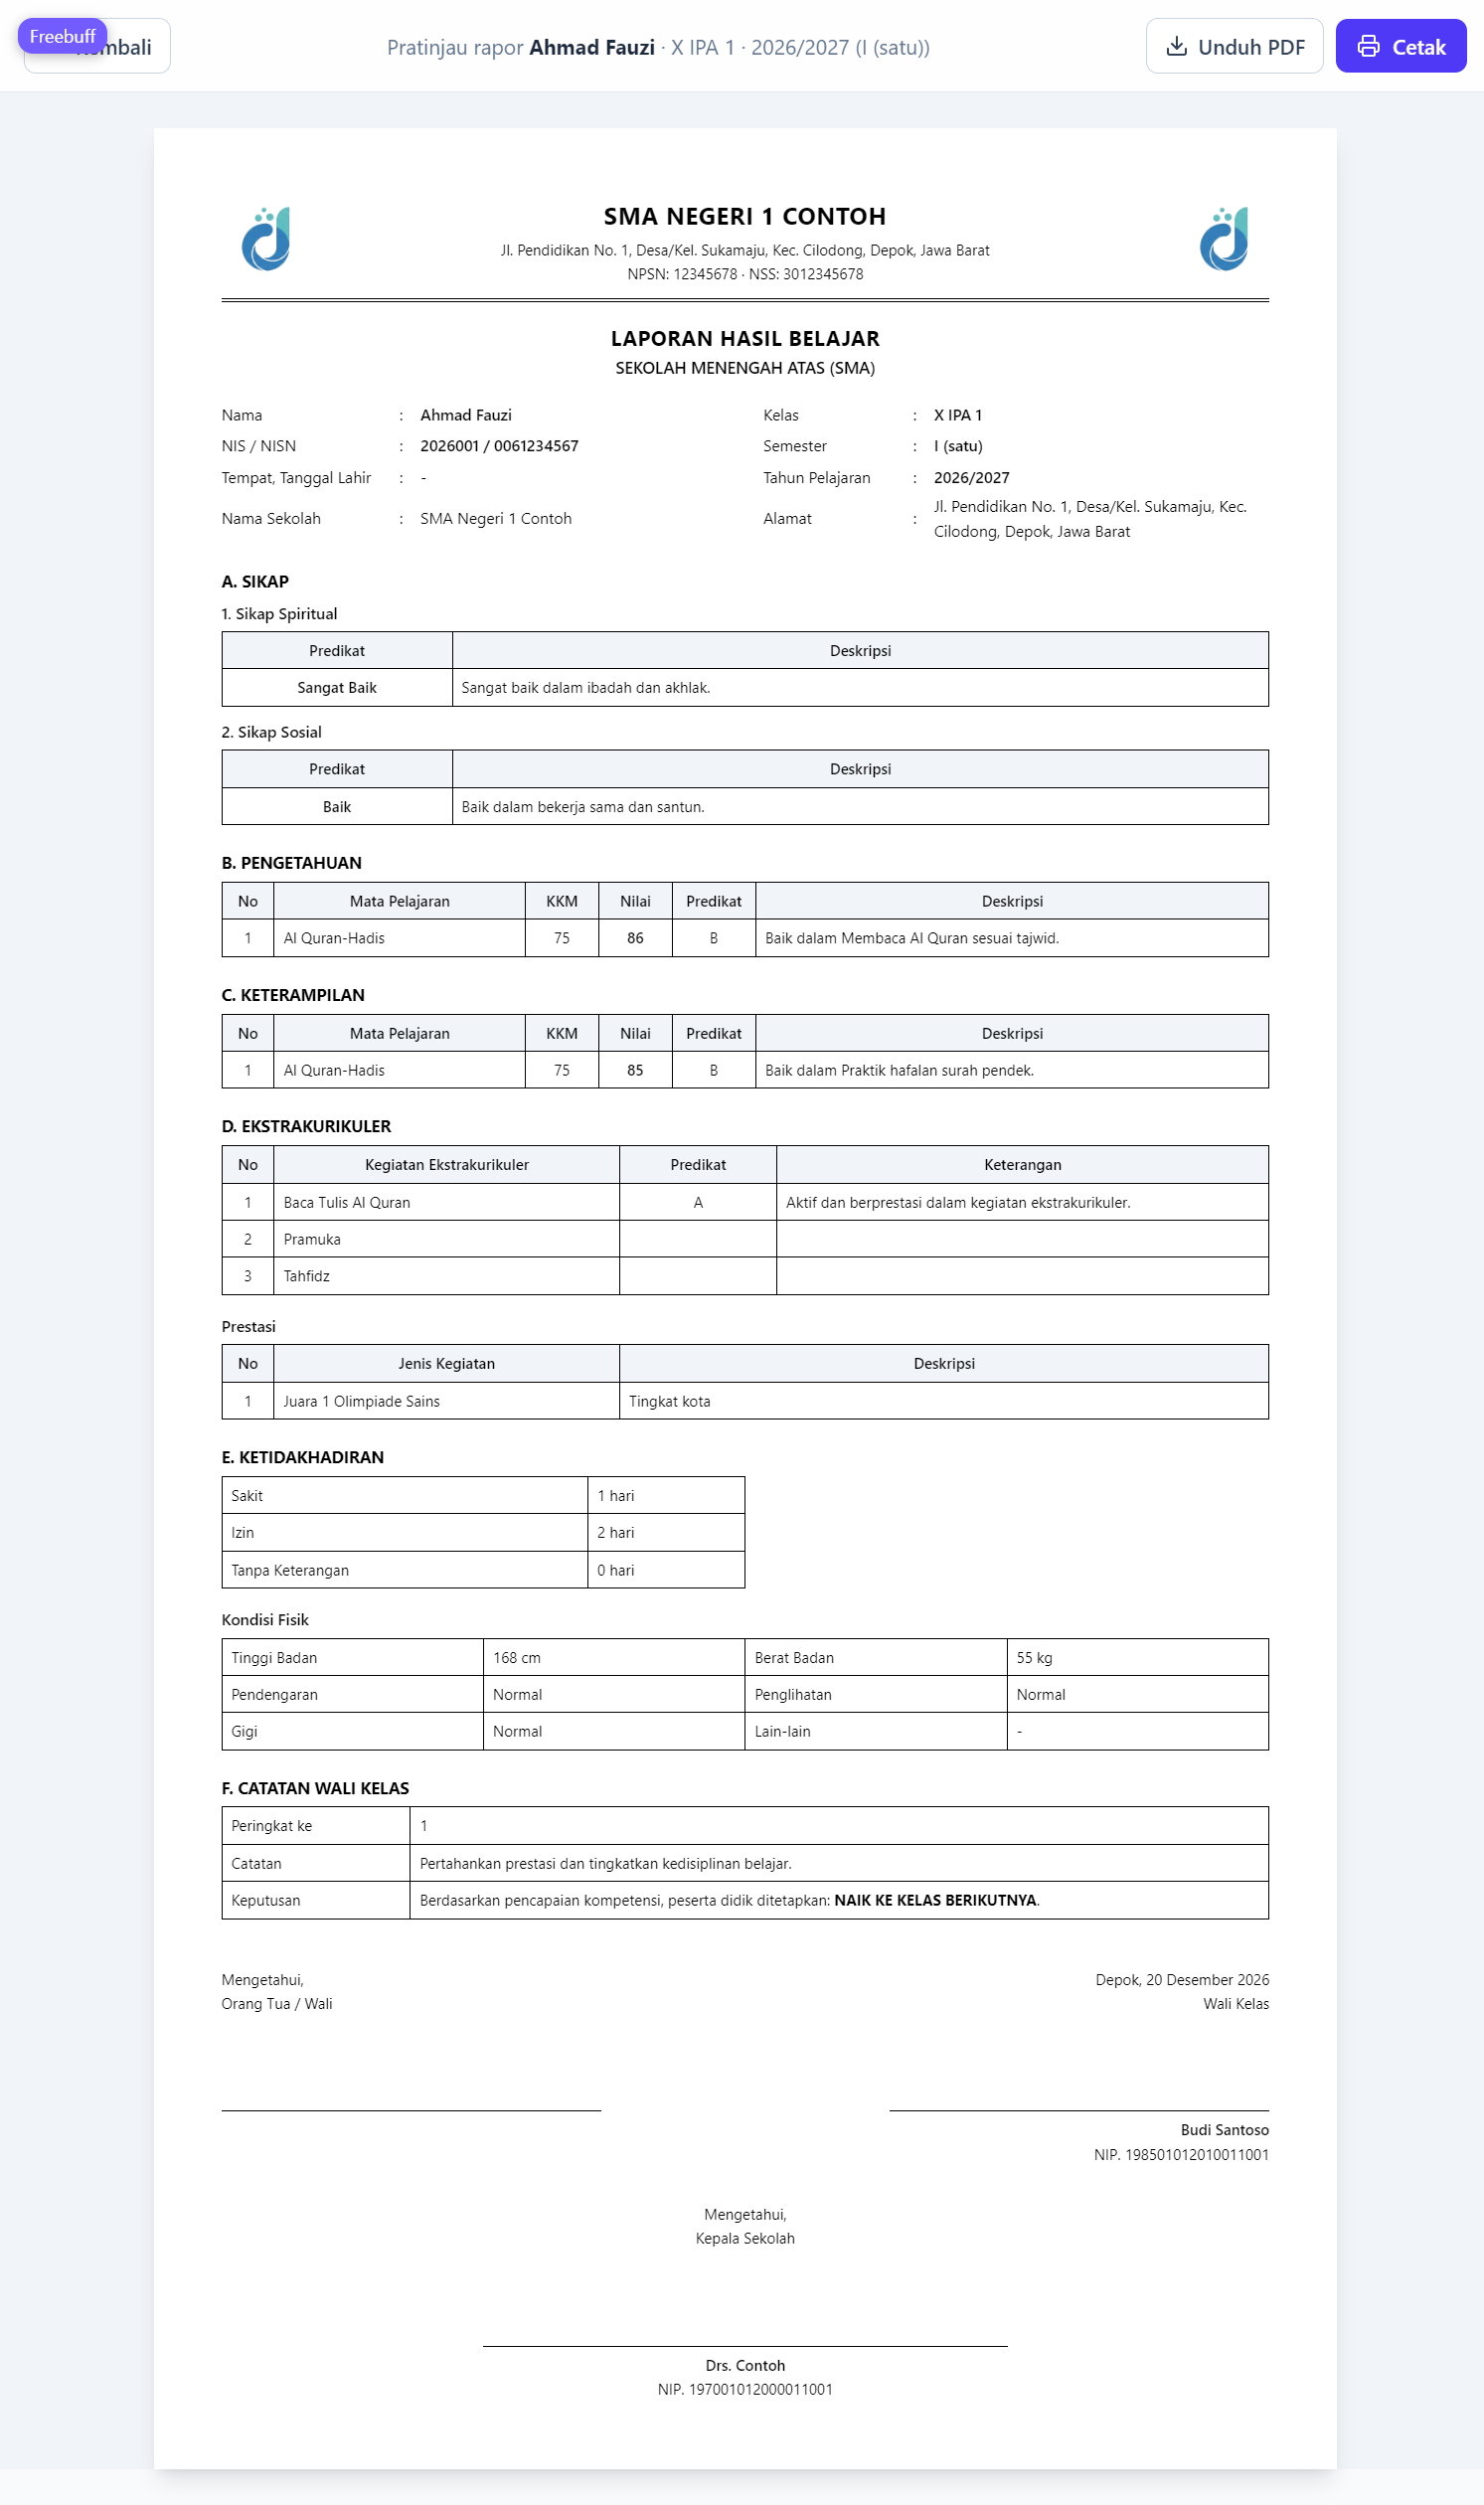 Freebuff
Pratinjau rapor Ahmad Fauzi · X IPA 1 · 2026/2027 (I (satu))
Unduh PDF
Cetak
SMA NEGERI 1 CONTOH
Jl. Pendidikan No. 1, Desa/Kel. Sukamaju, Kec. Cilodong, Depok, Jawa Barat
NPSN: 12345678 · NSS: 3012345678
LAPORAN HASIL BELAJAR
SEKOLAH MENENGAH ATAS (SMA)
Nama : Ahmad Fauzi Kelas : X IPA 1
NIS / NISN : 2026001 / 0061234567 Semester : I (satu)
Tempat, Tanggal Lahir : - Tahun Pelajaran : 2026/2027
Nama Sekolah : SMA Negeri 1 Contoh Alamat : Jl. Pendidikan No. 1, Desa/Kel. Sukamaju, Kec.
Cilodong, Depok, Jawa Barat
A. SIKAP
1. Sikap Spiritual
Predikat Deskripsi
Sangat Baik Sangat baik dalam ibadah dan akhlak.
2. Sikap Sosial
Predikat Deskripsi
Baik Baik dalam bekerja sama dan santun.
B. PENGETAHUAN
No Mata Pelajaran KKM Nilai Predikat Deskripsi
1 Al Quran-Hadis 75 86 B Baik dalam Membaca Al Quran sesuai tajwid.
C. KETERAMPILAN
No Mata Pelajaran KKM Nilai Predikat Deskripsi
1 Al Quran-Hadis 75 85 B Baik dalam Praktik hafalan surah pendek.
D. EKSTRAKURIKULER
No Kegiatan Ekstrakurikuler Predikat Keterangan
1 Baca Tulis Al Quran A Aktif dan berprestasi dalam kegiatan ekstrakurikuler.
2 Pramuka
3 Tahfidz
Prestasi
No Jenis Kegiatan Deskripsi
1 Juara 1 Olimpiade Sains Tingkat kota
E. KETIDAKHADIRAN
Sakit 1 hari
Izin 2 hari
Tanpa Keterangan 0 hari
Kondisi Fisik
Tinggi Badan 168 cm Berat Badan 55 kg
Pendengaran Normal Penglihatan Normal
Gigi Normal Lain-lain -
F. CATATAN WALI KELAS
Peringkat ke 1
Catatan Pertahankan prestasi dan tingkatkan kedisiplinan belajar.
Keputusan Berdasarkan pencapaian kompetensi, peserta didik ditetapkan: NAIK KE KELAS BERIKUTNYA.
Mengetahui, Depok, 20 Desember 2026
Orang Tua / Wali Wali Kelas
Budi Santoso
NIP. 198501012010011001
Mengetahui,
Kepala Sekolah
Drs. Contoh
NIP. 197001012000011001